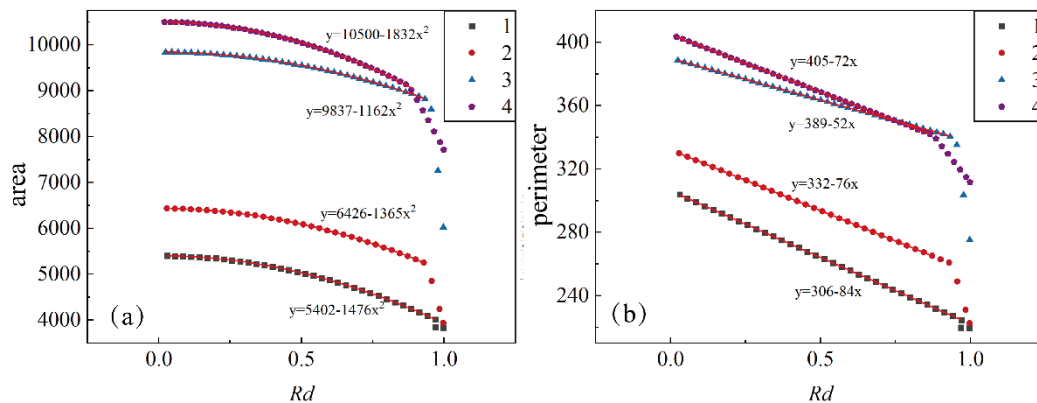 10000
9000
8000
7000
6000
5000
4000
area
y=10500-1832x²
y=9837-1162x²
y=6426-1365x²
y=5402-1476x²
(a)
1
2
3
4
0.0
0.5
1.0
Rd
400
360
320
280
240
perimeter
y=405-72x
y=389-52x
y=332-76x
y=306-84x
(b)
1
2
3
4
0.0
0.5
1.0
Rd